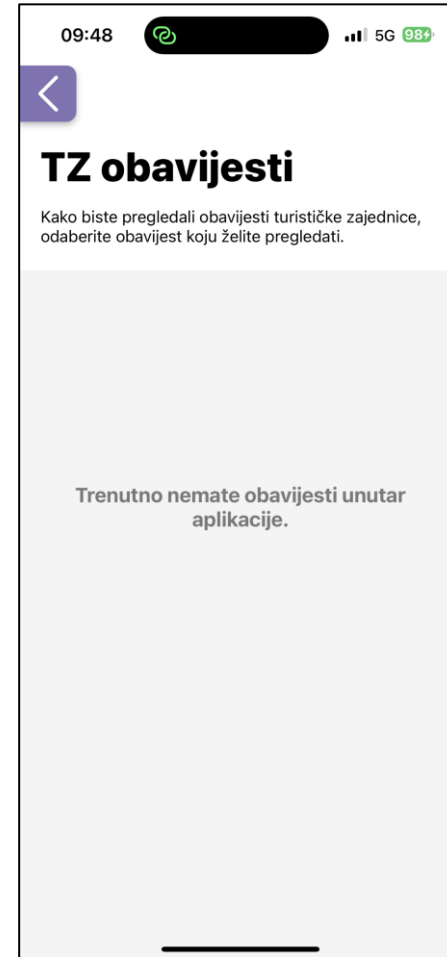 09:48
5G 98
TZ obavijesti
Kako biste pregledali obavijesti turističke zajednice,
odaberite obavijest koju želite pregledati.
Trenutno nemate obavijesti unutar
aplikacije.